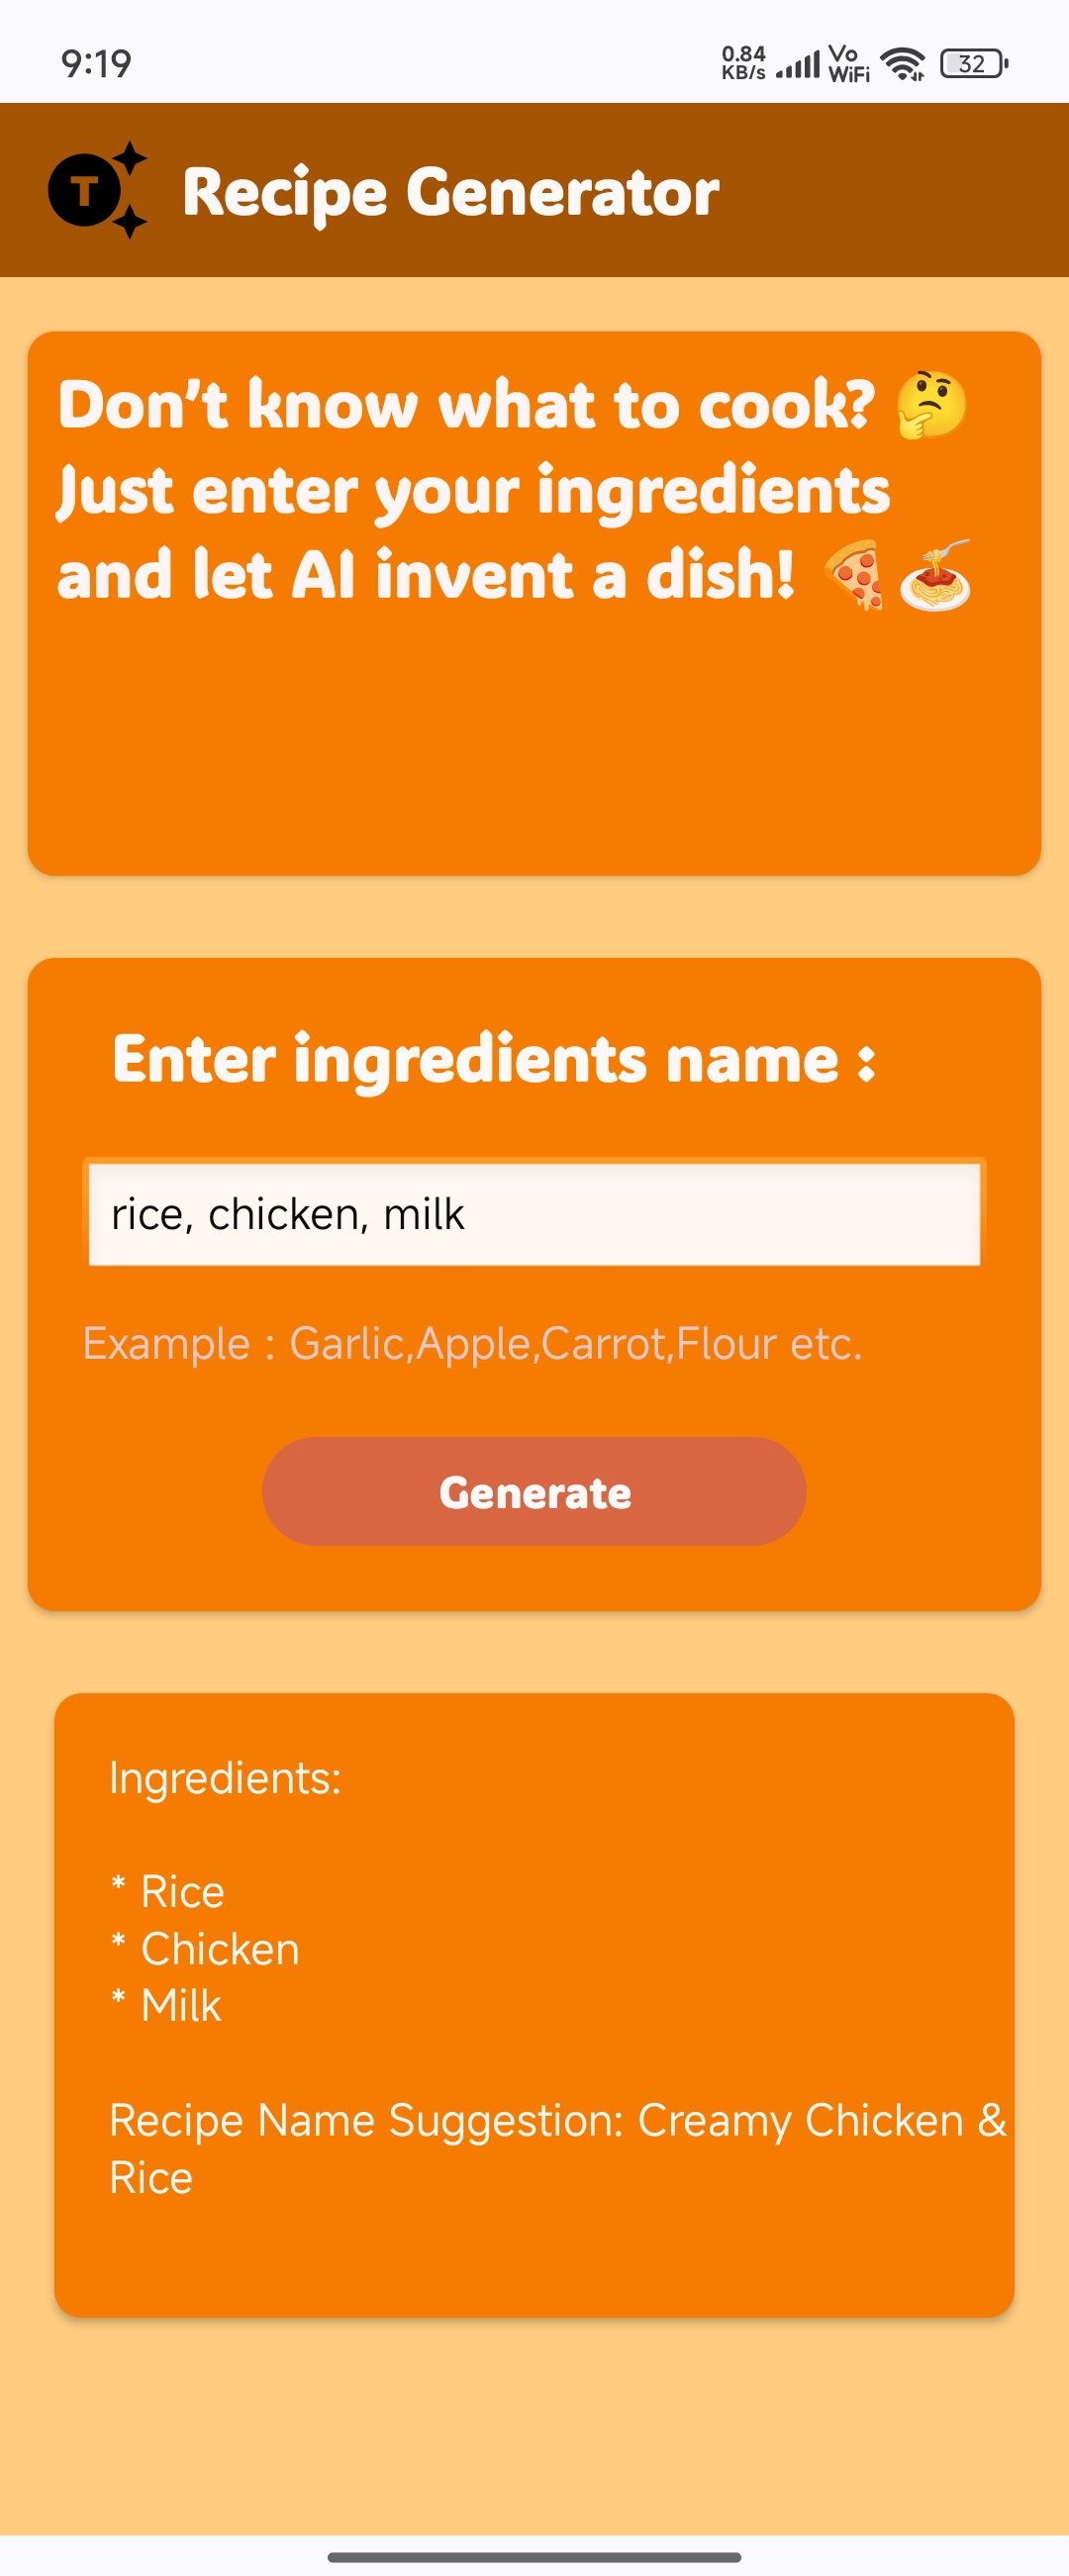 9:19
0.84
KB/s
Vo
WiFi
32
T
Recipe Generator
Don't know what to cook? 🤔
Just enter your ingredients
and let AI invent a dish! 🍕🍝
Enter ingredients name :
rice, chicken, milk
Example : Garlic,Apple,Carrot,Flour etc.
Generate
Ingredients:
* Rice
* Chicken
* Milk
Recipe Name Suggestion: Creamy Chicken &
Rice